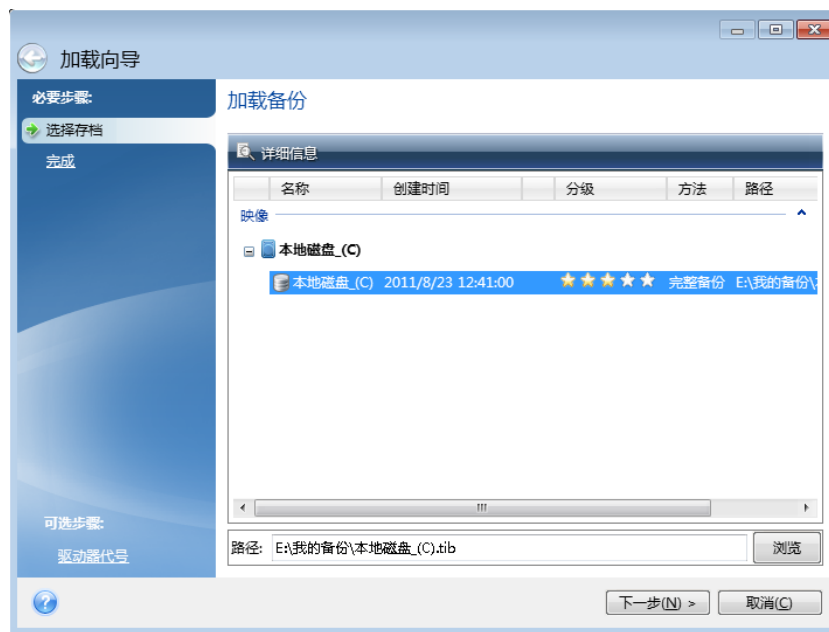 加载向导
必要步骤:
选择存档
完成
可选步骤:
驱动器代号
加载备份
详细信息
名称 创建时间 分级 方法 路径
映像
本地磁盘_(C)
本地磁盘_(C) 2011/8/23 12:41:00 完整备份 E:\我的备份\
路径: E:\我的备份\本地磁盘_(C).tib 浏览
下一步(N) > 取消(C)